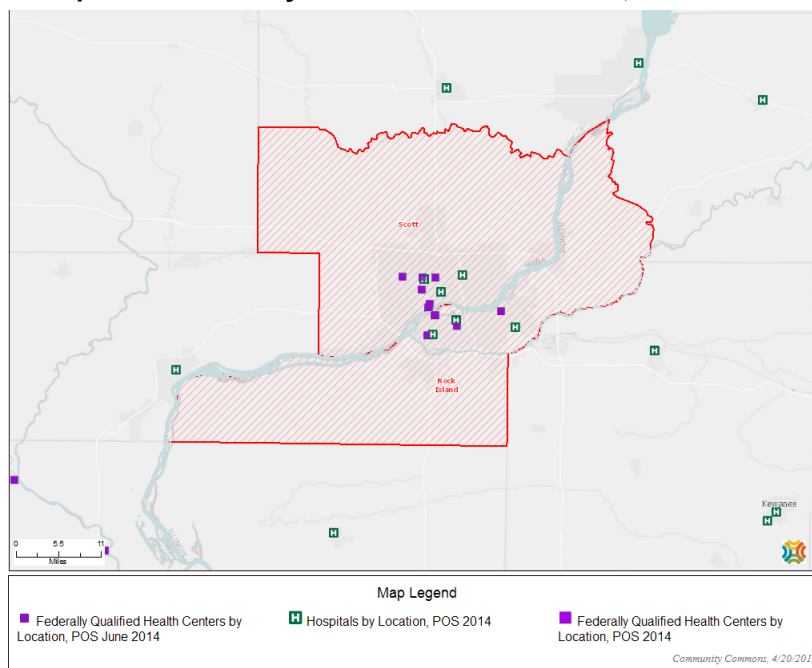 Scott
ILLINOIS
IOWA
Rock
Island
Kewanee
0 5.5 11
Miles
Map Legend
Federally Qualified Health Centers by
Location, POS June 2014
H Hospitals by Location, POS 2014
Federally Qualified Health Centers by
Location, POS 2014
Community Commons, 4/20/201